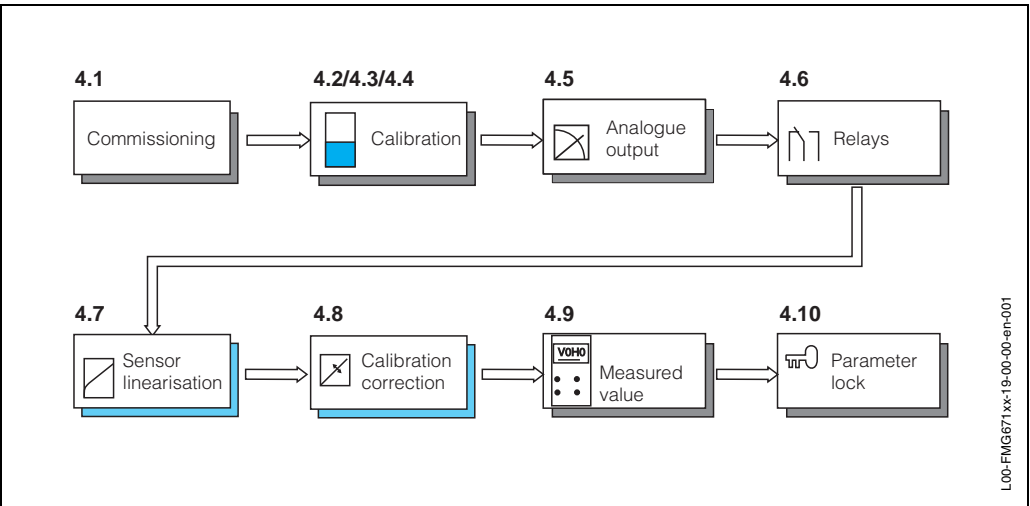 4.1
Commissioning
4.2/4.3/4.4
Calibration
4.5
Analogue
output
4.6
Relays
4.7
Sensor
linearisation
4.8
Calibration
correction
4.9
V0H0
Measured
value
4.10
Parameter
lock
L00-FMG671xx-19-00-00-en-001